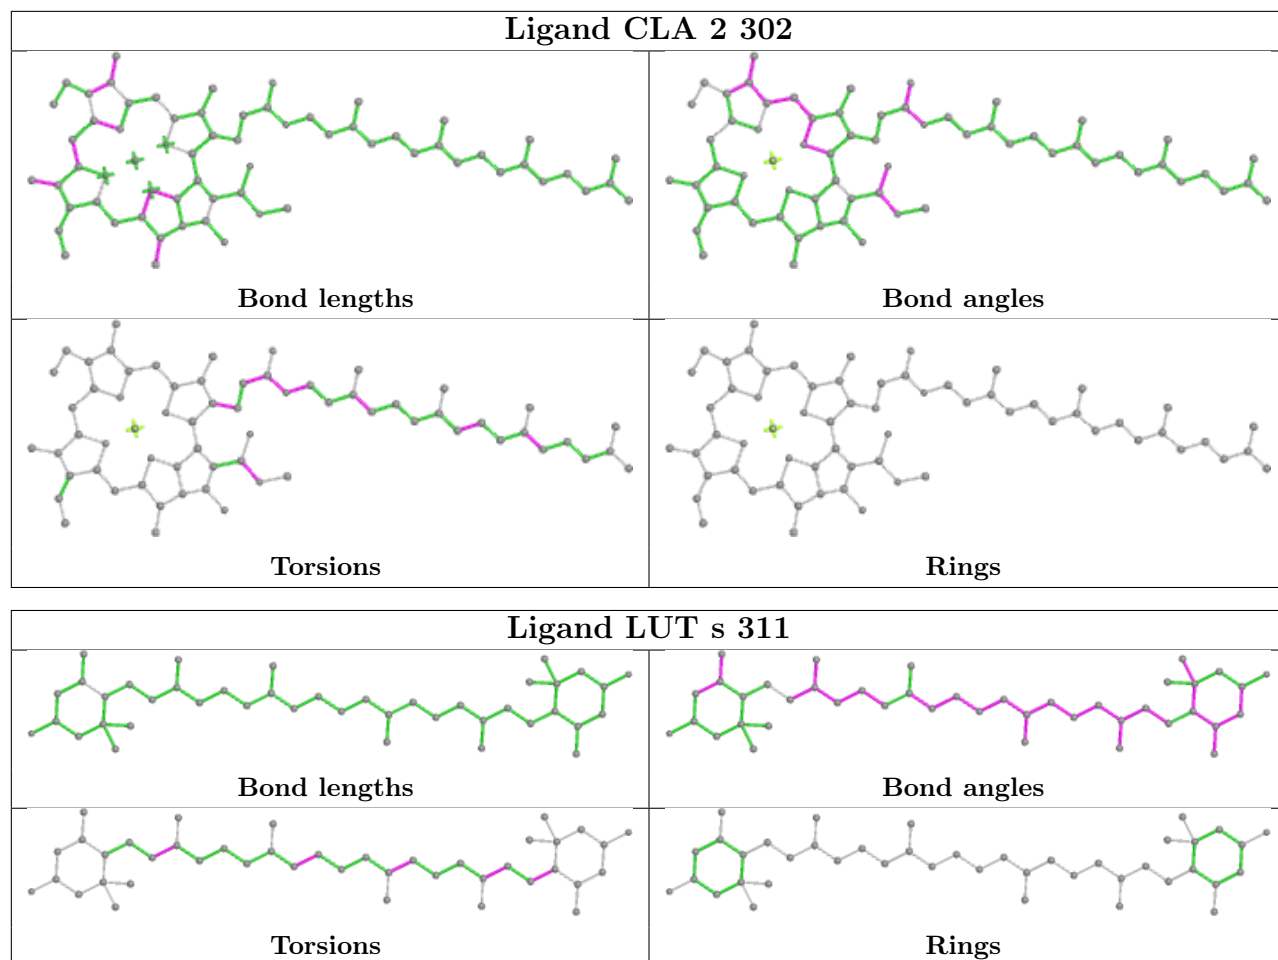 Ligand CLA 2 302
Bond lengths
Bond angles
Torsions
Rings
Ligand LUT s 311
Bond lengths
Bond angles
Torsions
Rings